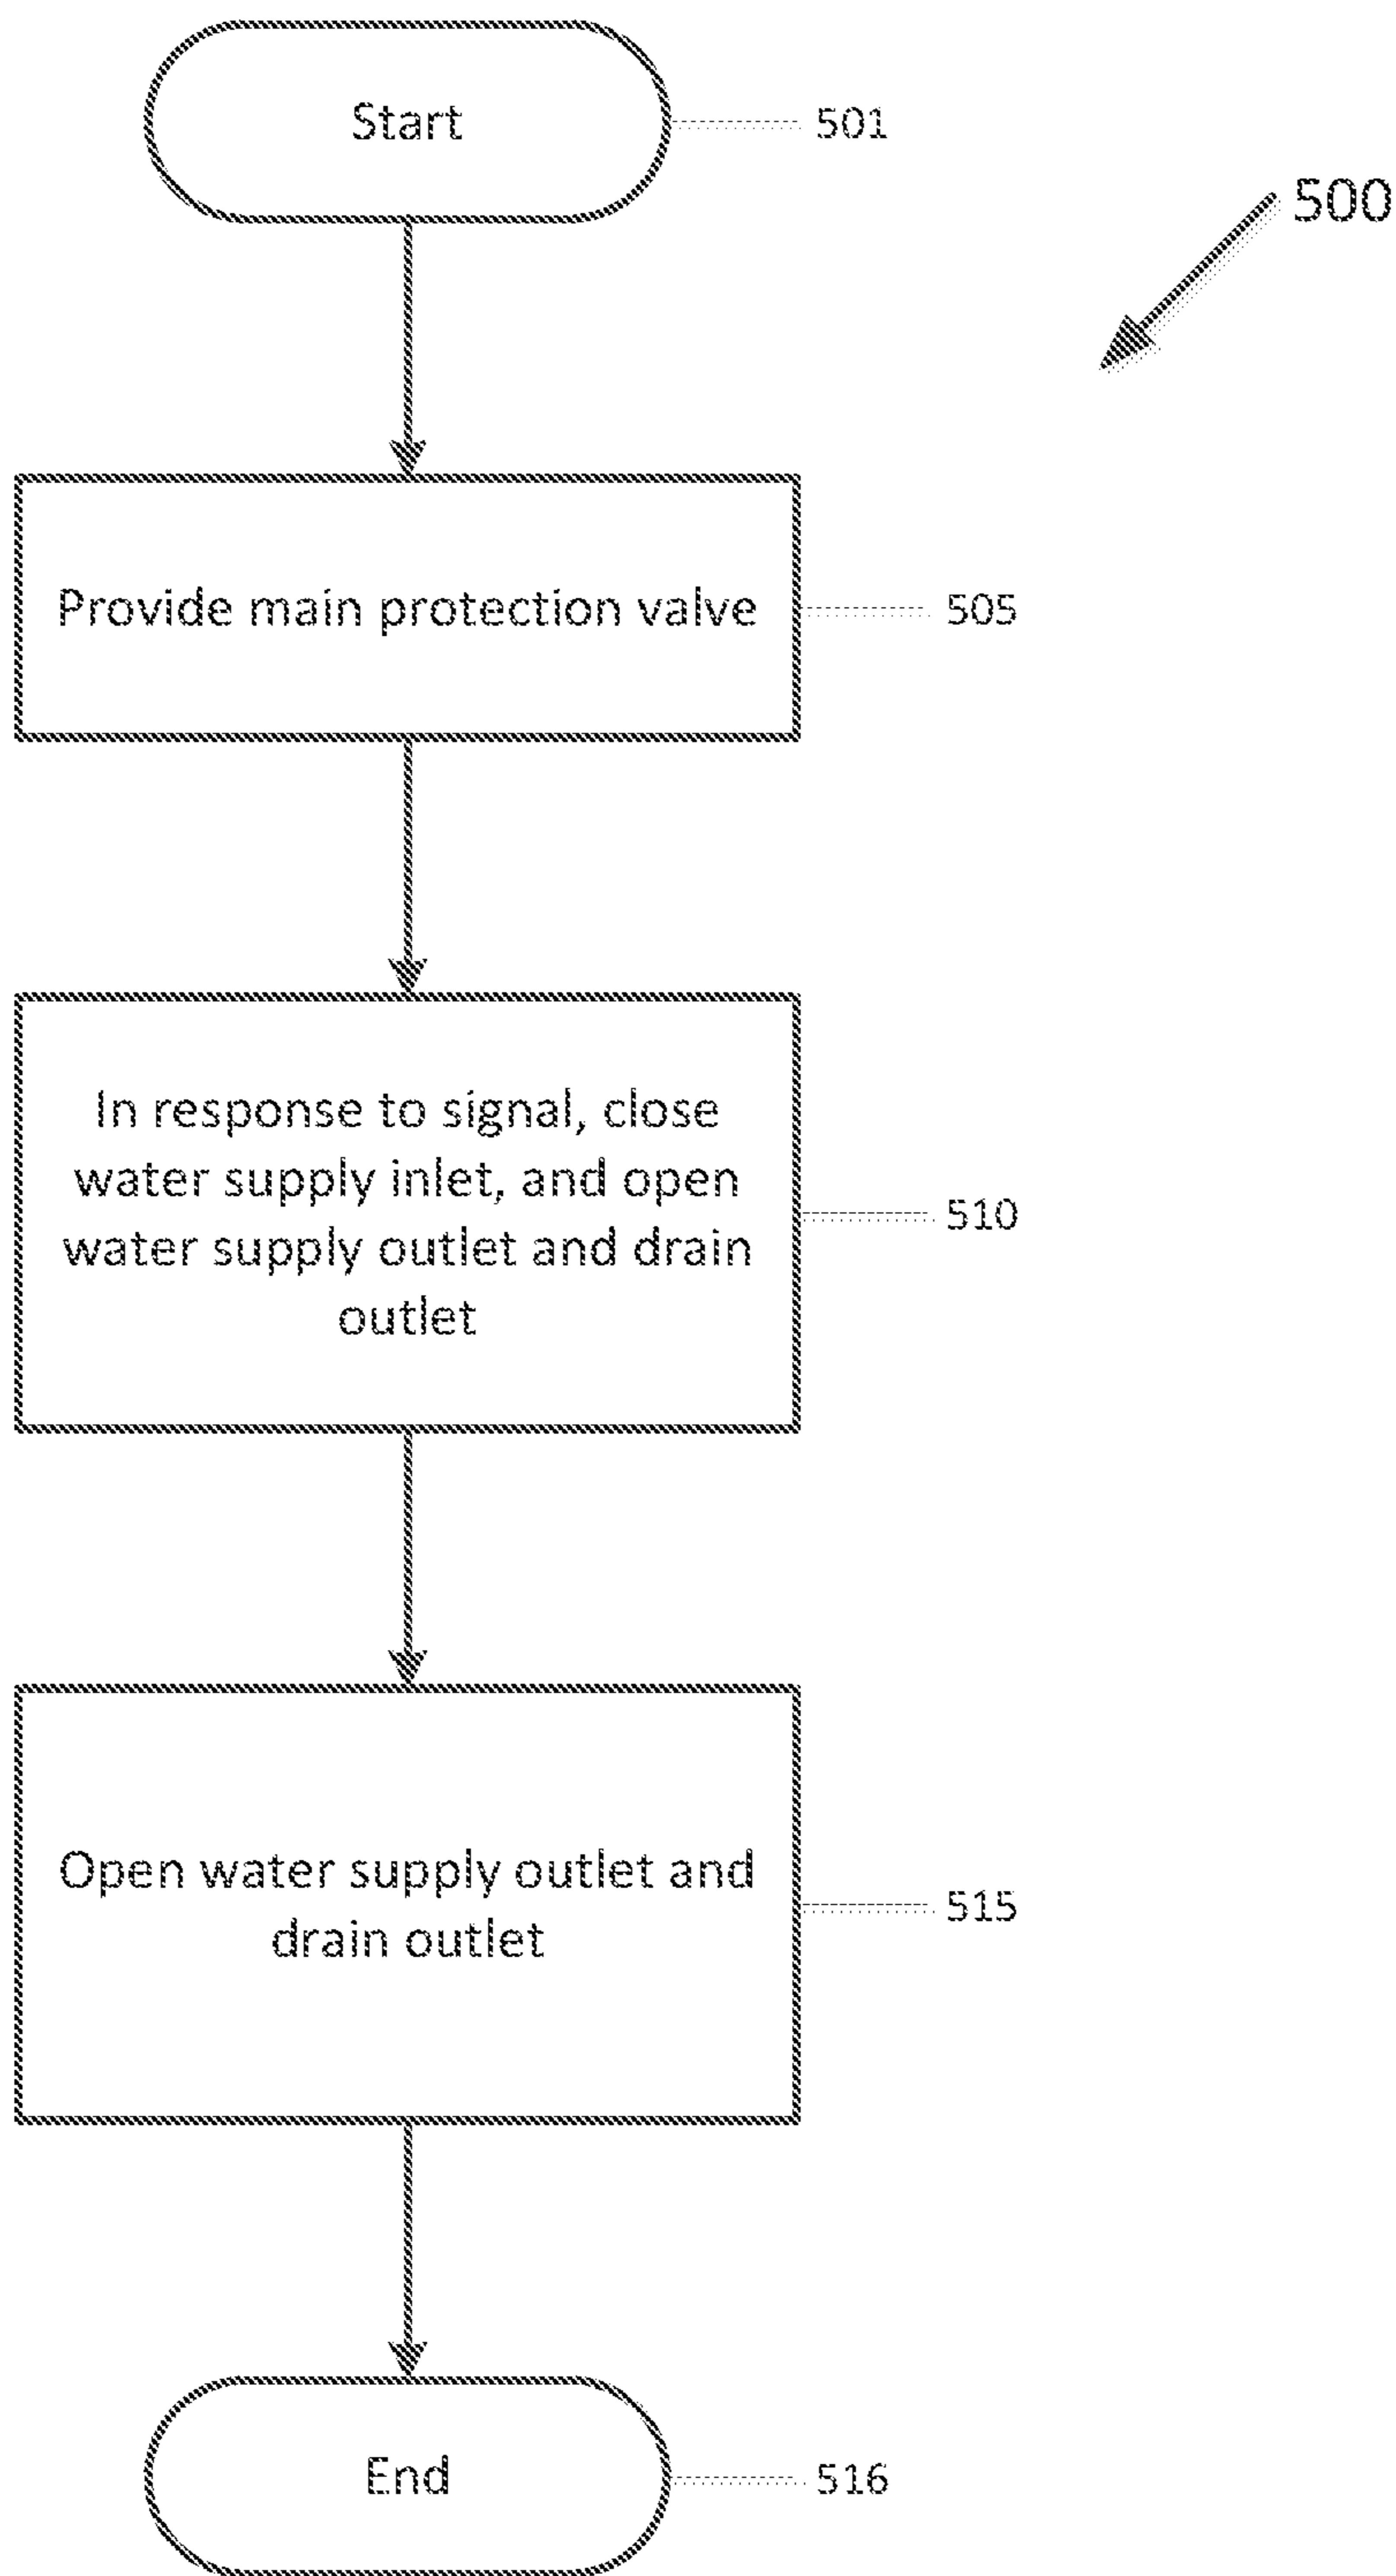 Start
501
500
Provide main protection valve
505
In response to signal, close
water supply inlet, and open
water supply outlet and drain
outlet
510
Open water supply outlet and
drain outlet
515
End
516